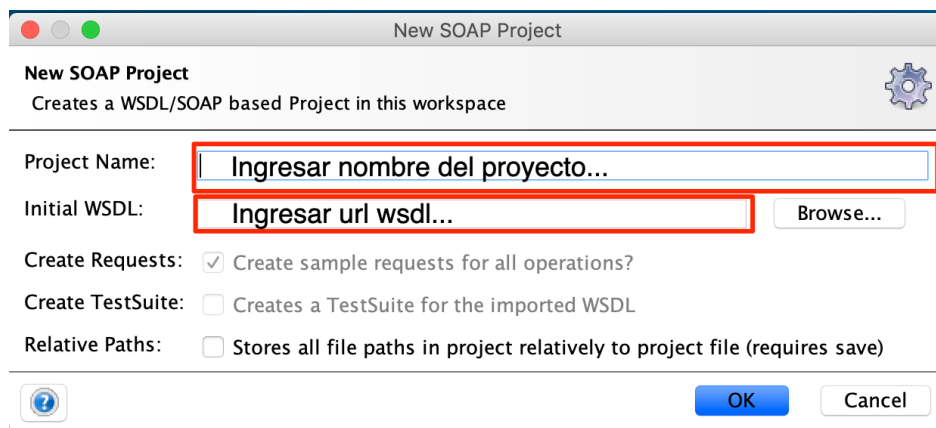 New SOAP Project
New SOAP Project
Creates a WSDL/SOAP based Project in this workspace
Project Name: Ingresar nombre del proyecto...
Initial WSDL: Ingresar url wsdl... Browse...
Create Requests: Create sample requests for all operations?
Create TestSuite: Creates a TestSuite for the imported WSDL
Relative Paths: Stores all file paths in project relatively to project file (requires save)
? OK Cancel